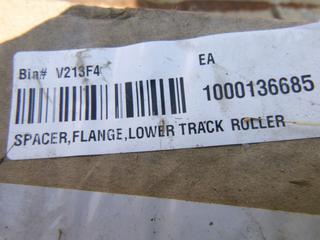 Bin# V213F4 EA
1000136685
SPACER,FLANGE,LOWER TRACK ROLLER